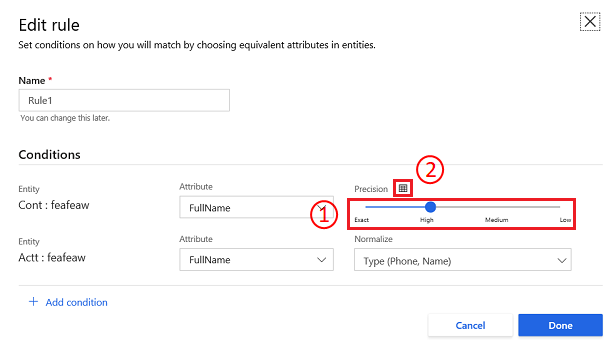 Edit rule
Set conditions on how you will match by choosing equivalent attributes in entities.
Name *
Rule1
You can change this later.
Conditions
2
Entity
Attribute
Precision
Cont : feafeaw
FullName
1
Exact High Medium Low
Entity
Attribute
Normalize
Actt : feafeaw
FullName
Type (Phone, Name)
+ Add condition
Cancel
Done